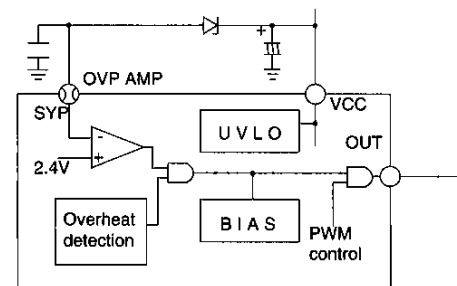 +
OVP AMP
SYP
VCC
UVLO
OUT
-
+
2.4V
Overheat
detection
BIAS
PWM
control